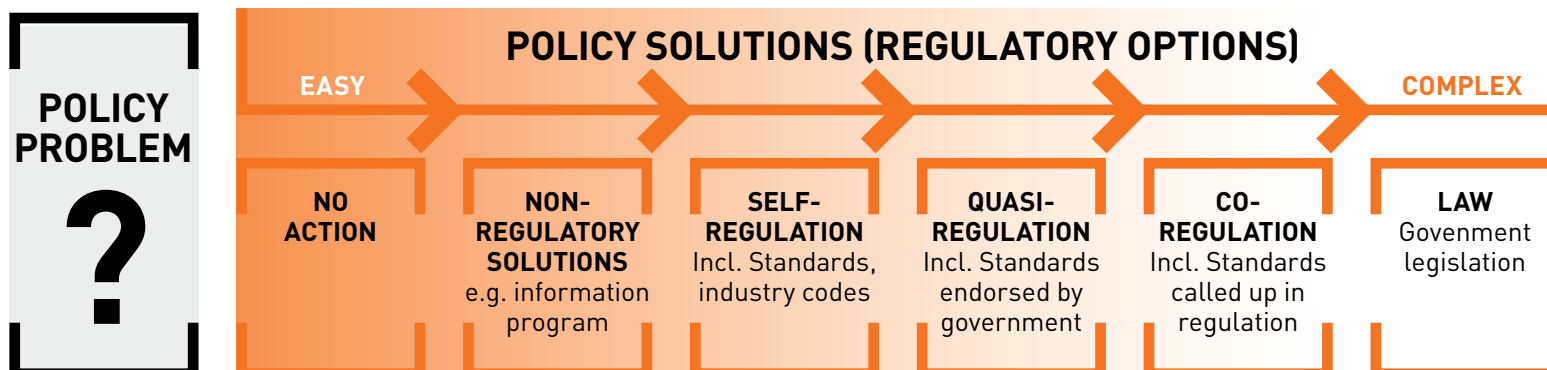 POLICY
PROBLEM
?
POLICY SOLUTIONS (REGULATORY OPTIONS)
EASY
COMPLEX
NO
ACTION
NON-
REGULATORY
SOLUTIONS
e.g. information
program
SELF-
REGULATION
Incl. Standards,
industry codes
QUASI-
REGULATION
Incl. Standards
endorsed by
government
CO-
REGULATION
Incl. Standards
called up in
regulation
LAW
Govenment
legislation